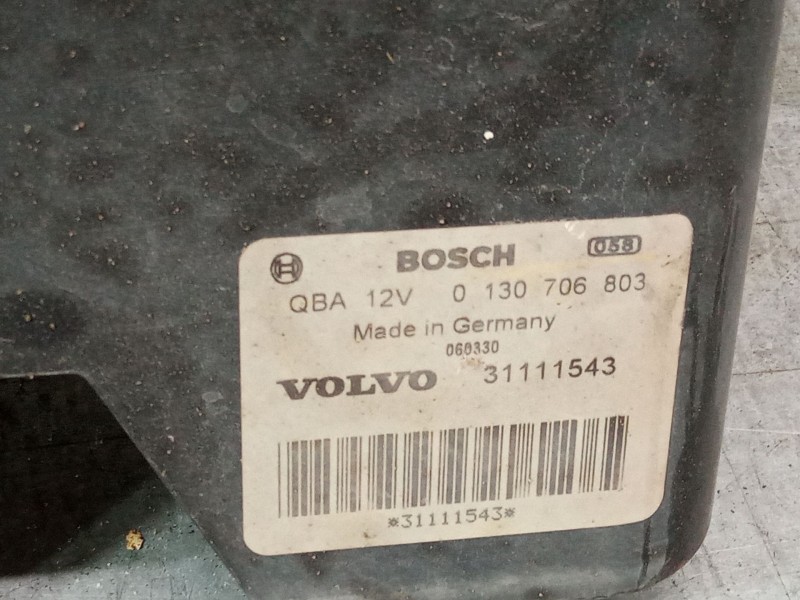 BOSCH 058
QBA 12V 0 130 706 803
Made in Germany
060330
VOLVO 31111543
*31111543*